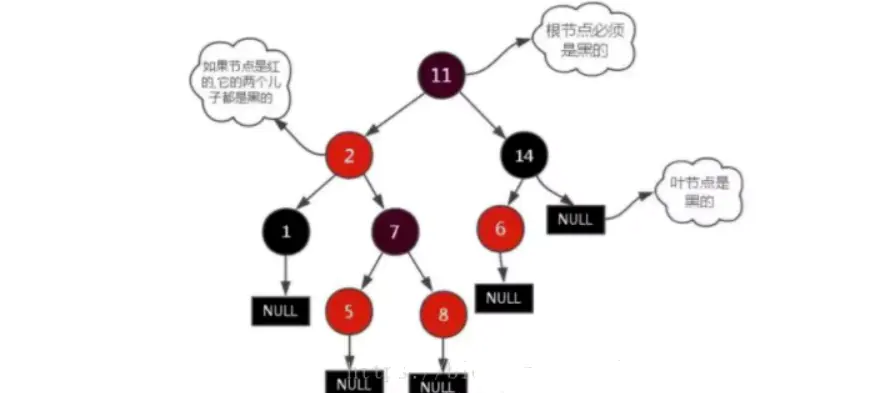 根节点必须
是黑的
11
如果节点是红
的,它的两个儿
子都是黑的
2
14
叶节点是
黑的
NULL
1
7
6
NULL
NULL
5
8
NULL
NULL